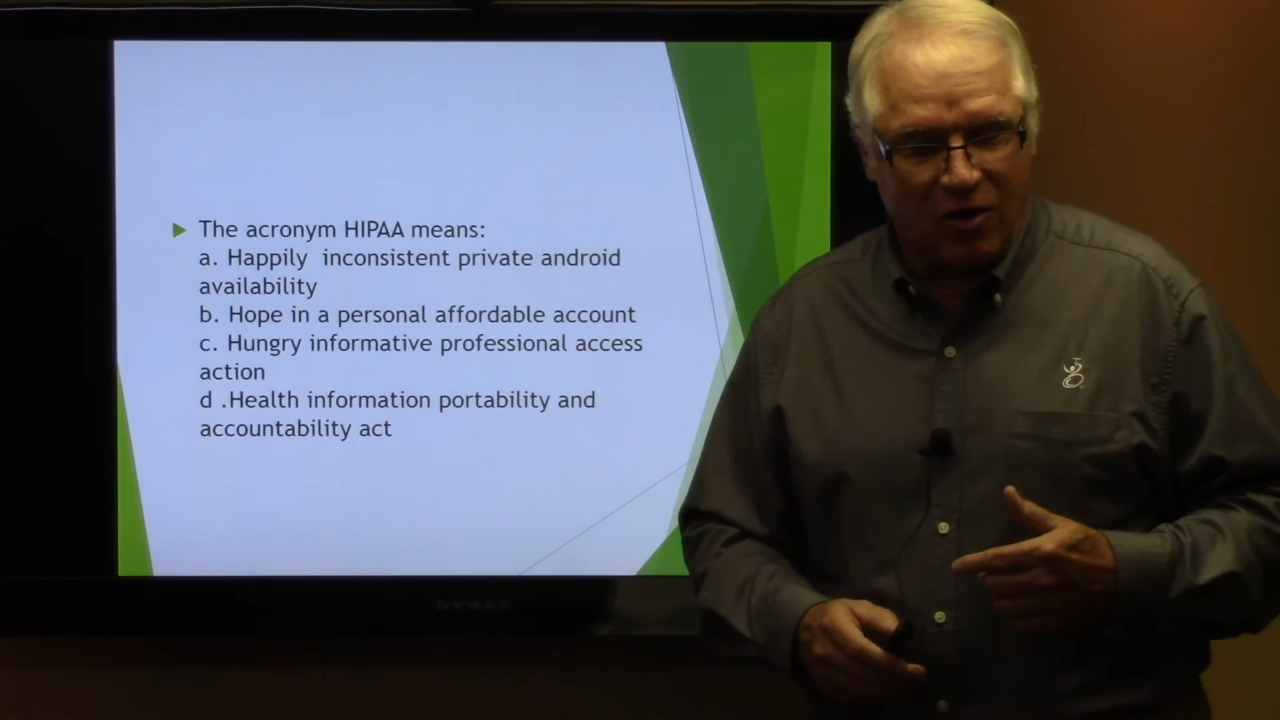 The acronym HIPAA means:
a. Happily  inconsistent private android
availability
b. Hope in a personal affordable account
c. Hungry informative professional access
action
d .Health information portability and
accountability act
DYNEX